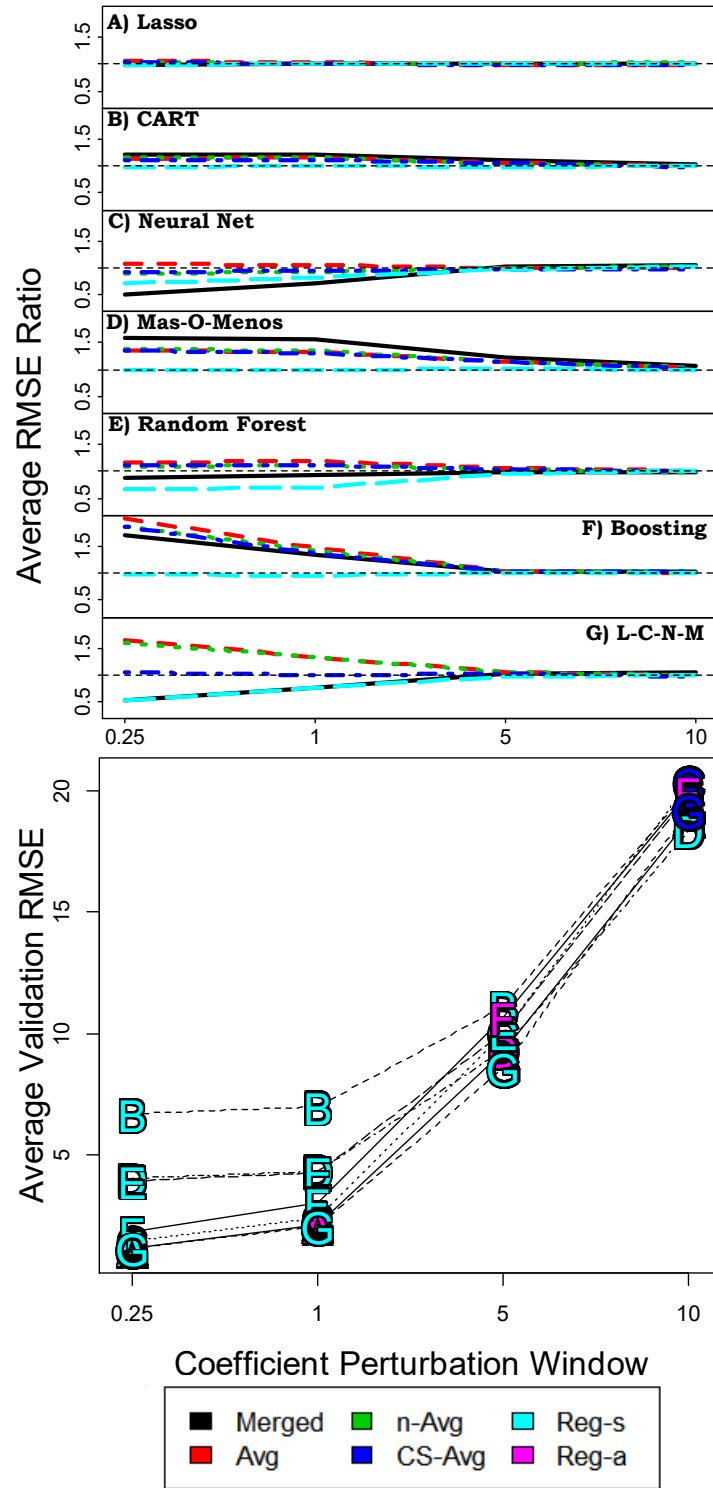 A) Lasso
0.5 1.5
B) CART
0.5 1.5
C) Neural Net
0.5 1.5
D) Mas-O-Menos
0.5 1.5
E) Random Forest
0.5 1.5
F) Boosting
0.5 1.5
G) L-C-N-M
0.5 1.5
Average RMSE Ratio
0.25 1 5 10
Average Validation RMSE
20
15
10
5
B B
E E
G G G G
D
0.25 1 5 10
Coefficient Perturbation Window
Merged n-Avg Reg-s
Avg CS-Avg Reg-a